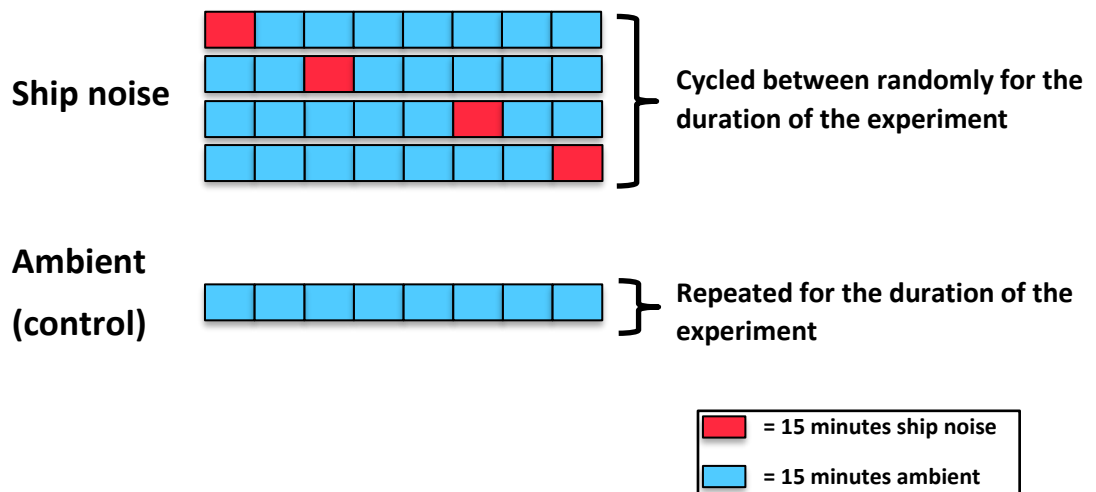 Ship noise
Cycled between randomly for the
duration of the experiment
Ambient
(control)
Repeated for the duration of the
experiment
= 15 minutes ship noise
= 15 minutes ambient